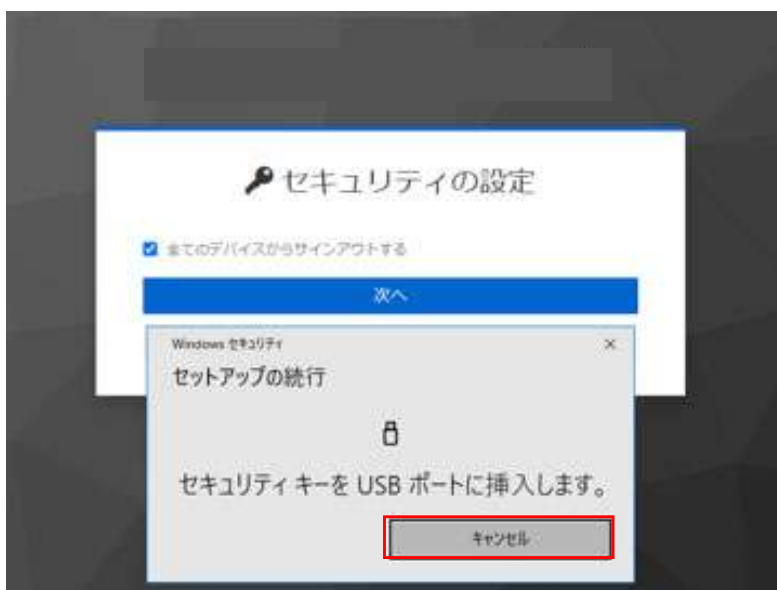 セキュリティの設定
全てのデバイスからサインアウトする
次へ
Windows セキュリティ
セットアップの続行
セキュリティ キーを USB ポートに挿入します。
キャンセル